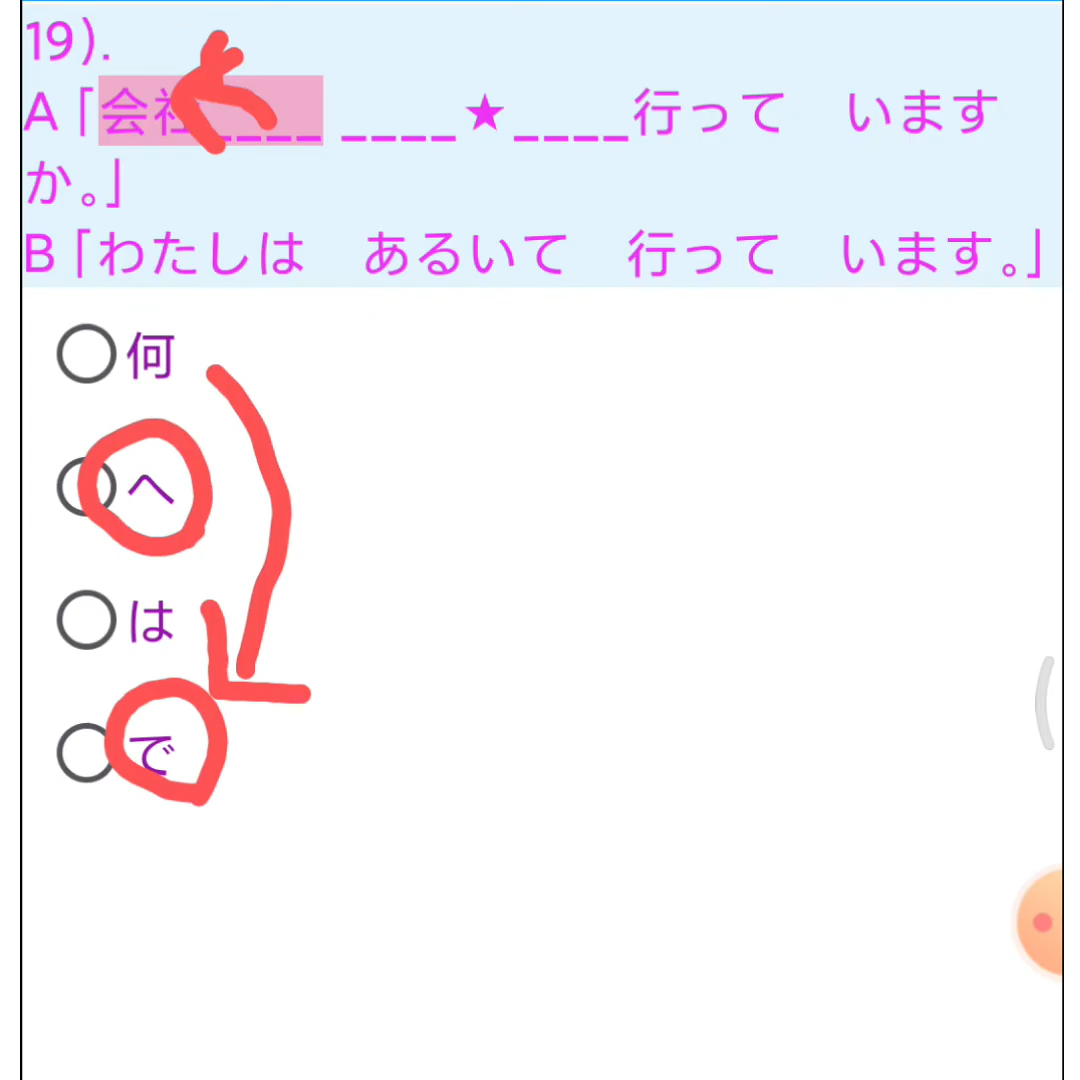 19).
A「会社____ ____★____行って　います
か。」
B「わたしは　あるいて　行って　います。」
何
へ
は
で